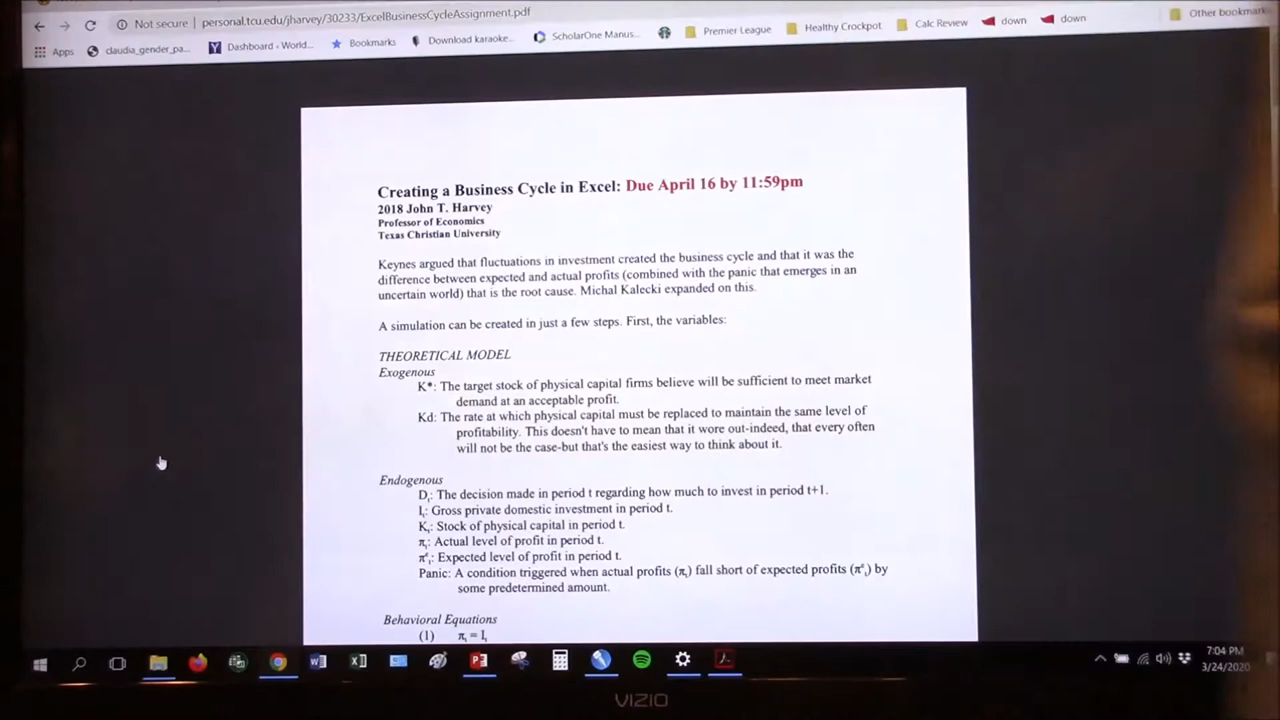 Not secure | personal.tcu.edu/jharvey/30233/ExcelBusinessCycleAssignment.pdf
Apps claudia_gender_pa... Dashboard - World... Bookmarks Download karaoke... ScholarOne Manus... Premier League Healthy Crockpot Calc Review down down Other bookmark
Creating a Business Cycle in Excel: Due April 16 by 11:59pm
2018 John T. Harvey
Professor of Economics
Texas Christian University
Keynes argued that fluctuations in investment created the business cycle and that it was the
difference between expected and actual profits (combined with the panic that emerges in an
uncertain world) that is the root cause. Michal Kalecki expanded on this.
A simulation can be created in just a few steps. First, the variables:
THEORETICAL MODEL
Exogenous
K*: The target stock of physical capital firms believe will be sufficient to meet market
demand at an acceptable profit.
Kd: The rate at which physical capital must be replaced to maintain the same level of
profitability. This doesn't have to mean that it wore out-indeed, that every often
will not be the case-but that's the easiest way to think about it.
Endogenous
Dₜ: The decision made in period t regarding how much to invest in period t+1.
Iₜ: Gross private domestic investment in period t.
Kₜ: Stock of physical capital in period t.
πₜ: Actual level of profit in period t.
πᵉₜ: Expected level of profit in period t.
Panic: A condition triggered when actual profits (πₜ) fall short of expected profits (πᵉₜ) by
some predetermined amount.
Behavioral Equations
(1) πₜ = Iₜ
7:04 PM
3/24/2020
VIZIO